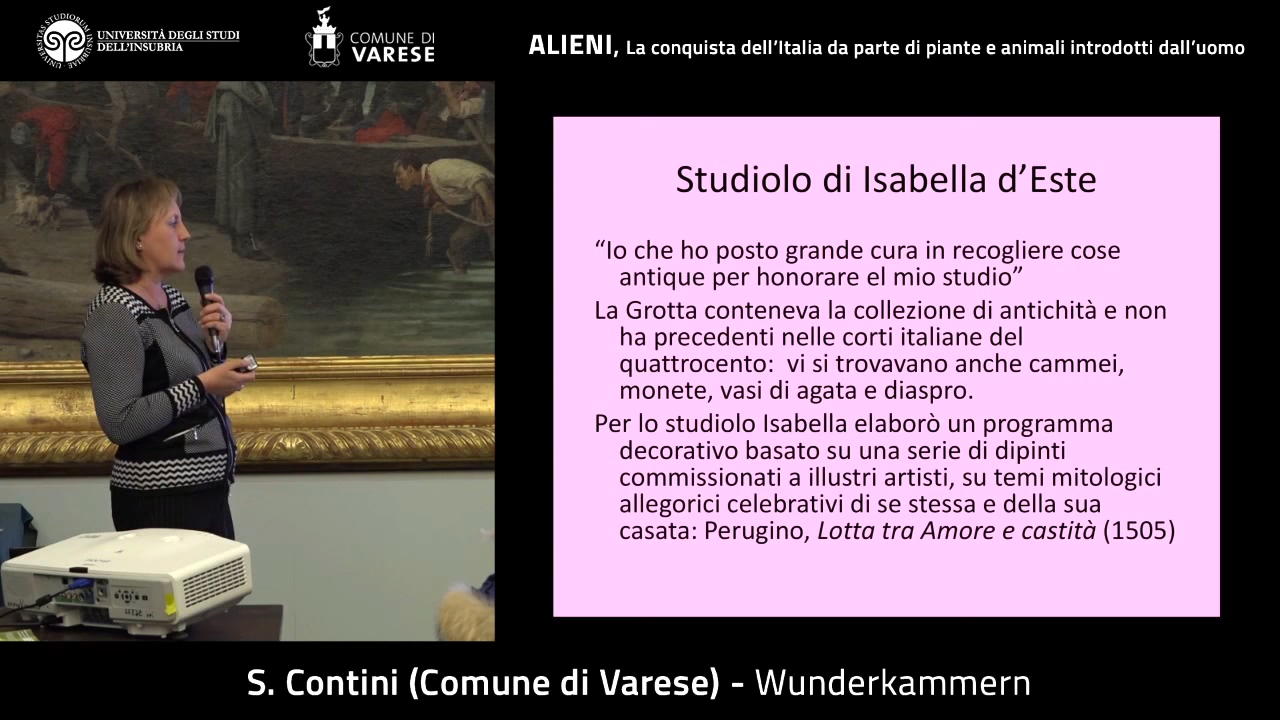 UNIVERSITÀ DEGLI STUDI
DELL'INSUBRIA
COMUNE DI
VARESE
ALIENI, La conquista dell'Italia da parte di piante e animali introdotti dall'uomo
Studiolo di Isabella d'Este
“Io che ho posto grande cura in recogliere cose
antique per honorare el mio studio”
La Grotta conteneva la collezione di antichità e non
ha precedenti nelle corti italiane del
quattrocento: vi si trovavano anche cammei,
monete, vasi di agata e diaspro.
Per lo studiolo Isabella elaborò un programma
decorativo basato su una serie di dipinti
commissionati a illustri artisti, su temi mitologici
allegorici celebrativi di se stessa e della sua
casata: Perugino, Lotta tra Amore e castità (1505)
S. Contini (Comune di Varese) - Wunderkammern